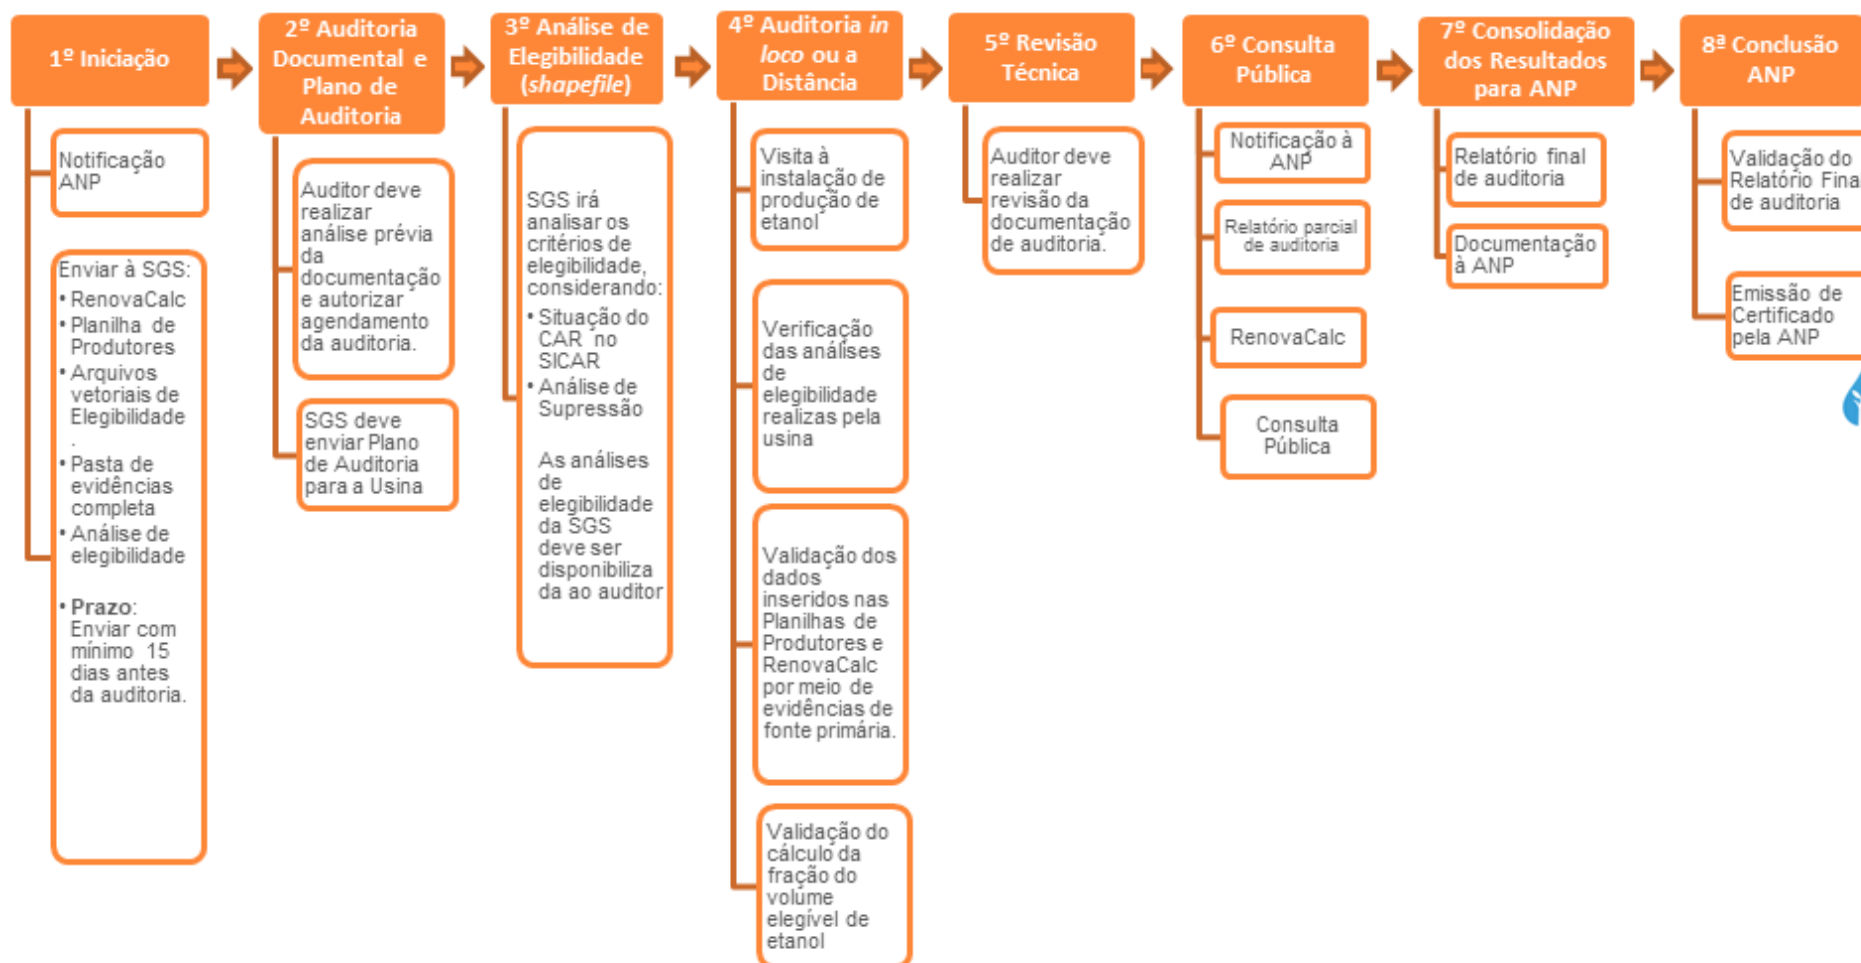 1º Iniciação
Notificação
ANP
Enviar à SGS:
• RenovaCalc
• Planilha de
Produtores
• Arquivos
vetoriais de
Elegibilidade
.
• Pasta de
evidências
completa
• Análise de
elegibilidade
• Prazo:
Enviar com
mínimo 15
dias antes
da auditoria.
2º Auditoria
Documental e
Plano de
Auditoria
Auditor deve
realizar
análise prévia
da
documentação
e autorizar
agendamento
da auditoria.
SGS deve
enviar Plano
de Auditoria
para a Usina
3º Análise de
Elegibilidade
(shapefile)
SGS irá
analisar os
critérios de
elegibilidade,
considerando:
• Situação do
CAR no
SICAR
• Análise de
Supressão
As análises
de
elegibilidade
da SGS
deve ser
disponibiliza
da ao auditor
4º Auditoria in
loco ou a
Distância
Visita à
instalação de
produção de
etanol
Verificação
das análises
de
elegibilidade
realizas pela
usina
Validação dos
dados
inseridos nas
Planilhas de
Produtores e
RenovaCalc
por meio de
evidências de
fonte primária.
Validação do
cálculo da
fração do
volume
elegível de
etanol
5º Revisão
Técnica
Auditor deve
realizar
revisão da
documentação
de auditoria.
6º Consulta
Pública
Notificação à
ANP
Relatório parcial
de auditoria
RenovaCalc
Consulta
Pública
7º Consolidação
dos Resultados
para ANP
Relatório final
de auditoria
Documentação
à ANP
8ª Conclusão
ANP
Validação do
Relatório Final
de auditoria
Emissão de
Certificado
pela ANP